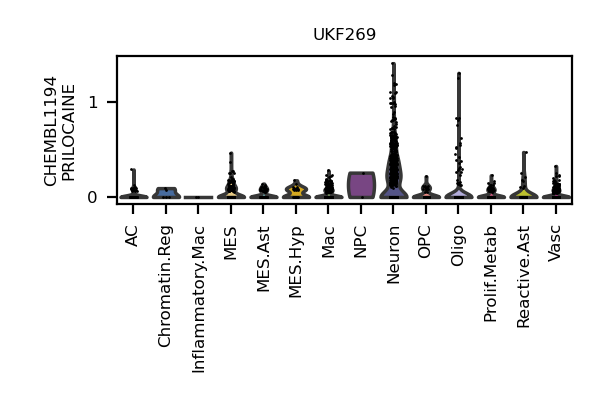 UKF269
CHEMBL1194
PRILOCAINE
1
0
AC
Chromatin.Reg
Inflammatory.Mac
MES
MES.Ast
MES.Hyp
Mac
NPC
Neuron
OPC
Oligo
Prolif.Metab
Reactive.Ast
Vasc